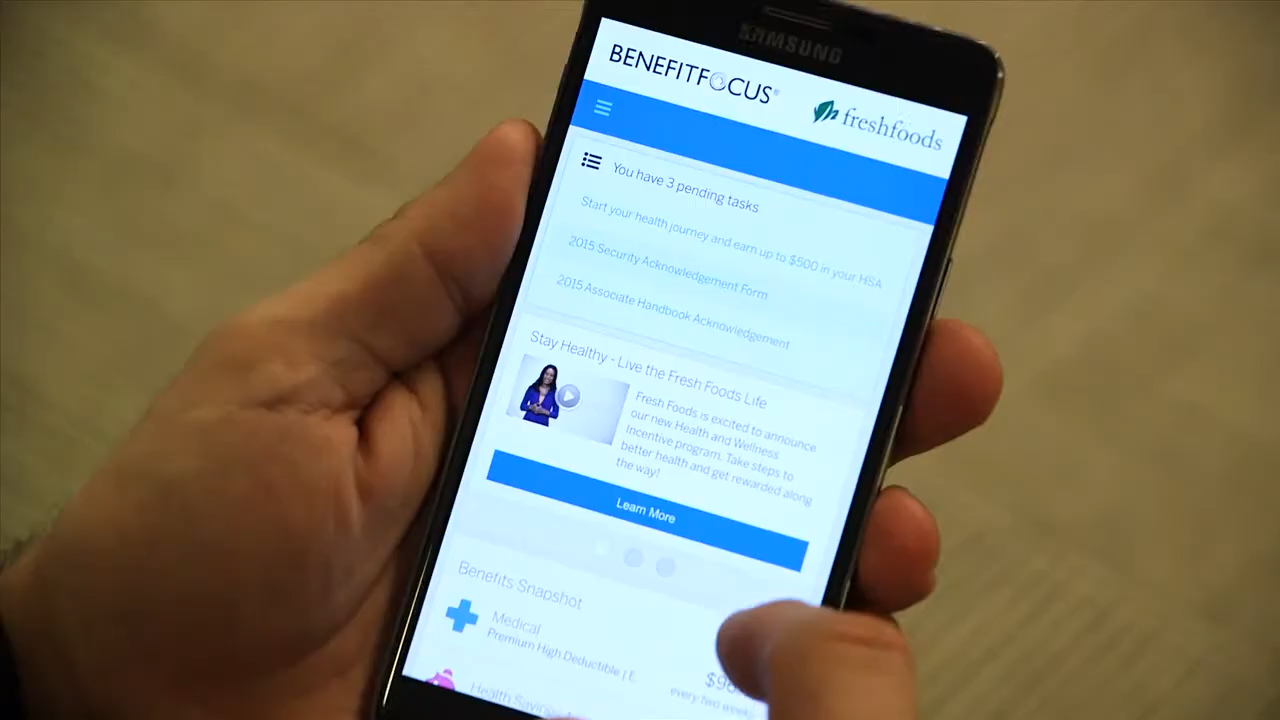 SAMSUNG
BENEFITFOCUS®
freshfoods
You have 3 pending tasks
Start your health journey and earn up to $500 in your HSA
2015 Security Acknowledgement Form
2015 Associate Handbook Acknowledgement
Stay Healthy - Live the Fresh Foods Life
Fresh Foods is excited to announce
our new Health and Wellness
Incentive program. Take steps to
better health and get rewarded along
the way!
Learn More
Benefits Snapshot
Medical
Premium High Deductible ( E
every two weeks
Health